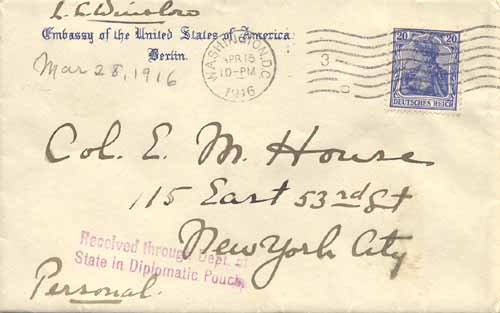 L. L. Winslow
Embassy of the United States of America
Berlin.
Mar 28, 1916
WASHINGTON, D.C.
APR 15
10-PM
1916
3
20 20
DEUTSCHES REICH
Col. E. M. House
115 East 53rd St
New York City
Received through Dept. of
State in Diplomatic Pouch
Personal.